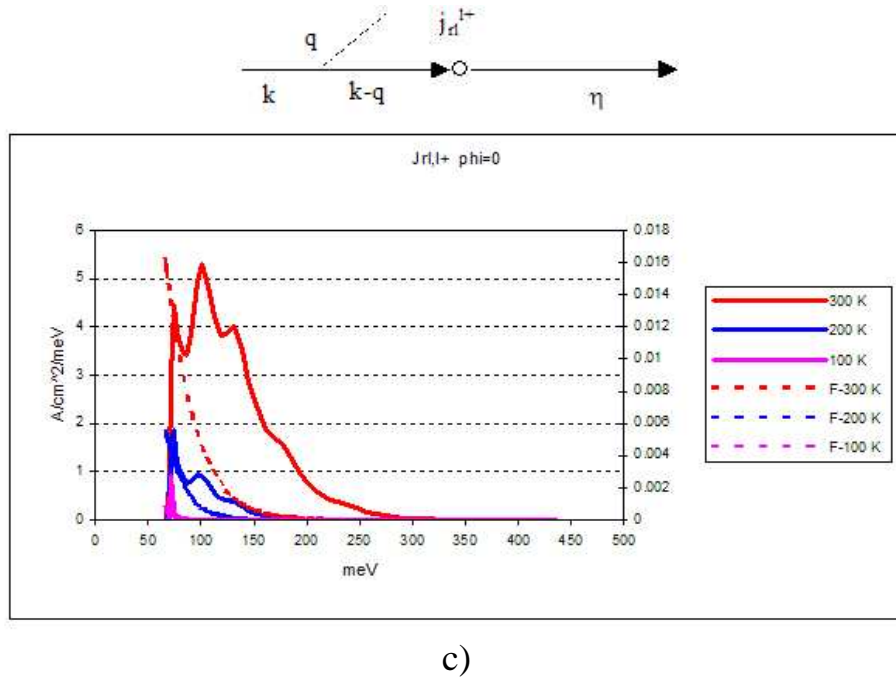 q j_rl^l+
k k-q η
Jrl,l+ phi=0
6 0.018
5 0.016
0.014
4 0.012
0.01
3
0.008
2 0.006
0.004
1
0.002
0 0
A/cm^2/meV
0 50 100 150 200 250 300 350 400 450 500
meV
300 K
200 K
100 K
F-300 K
F-200 K
F-100 K
c)